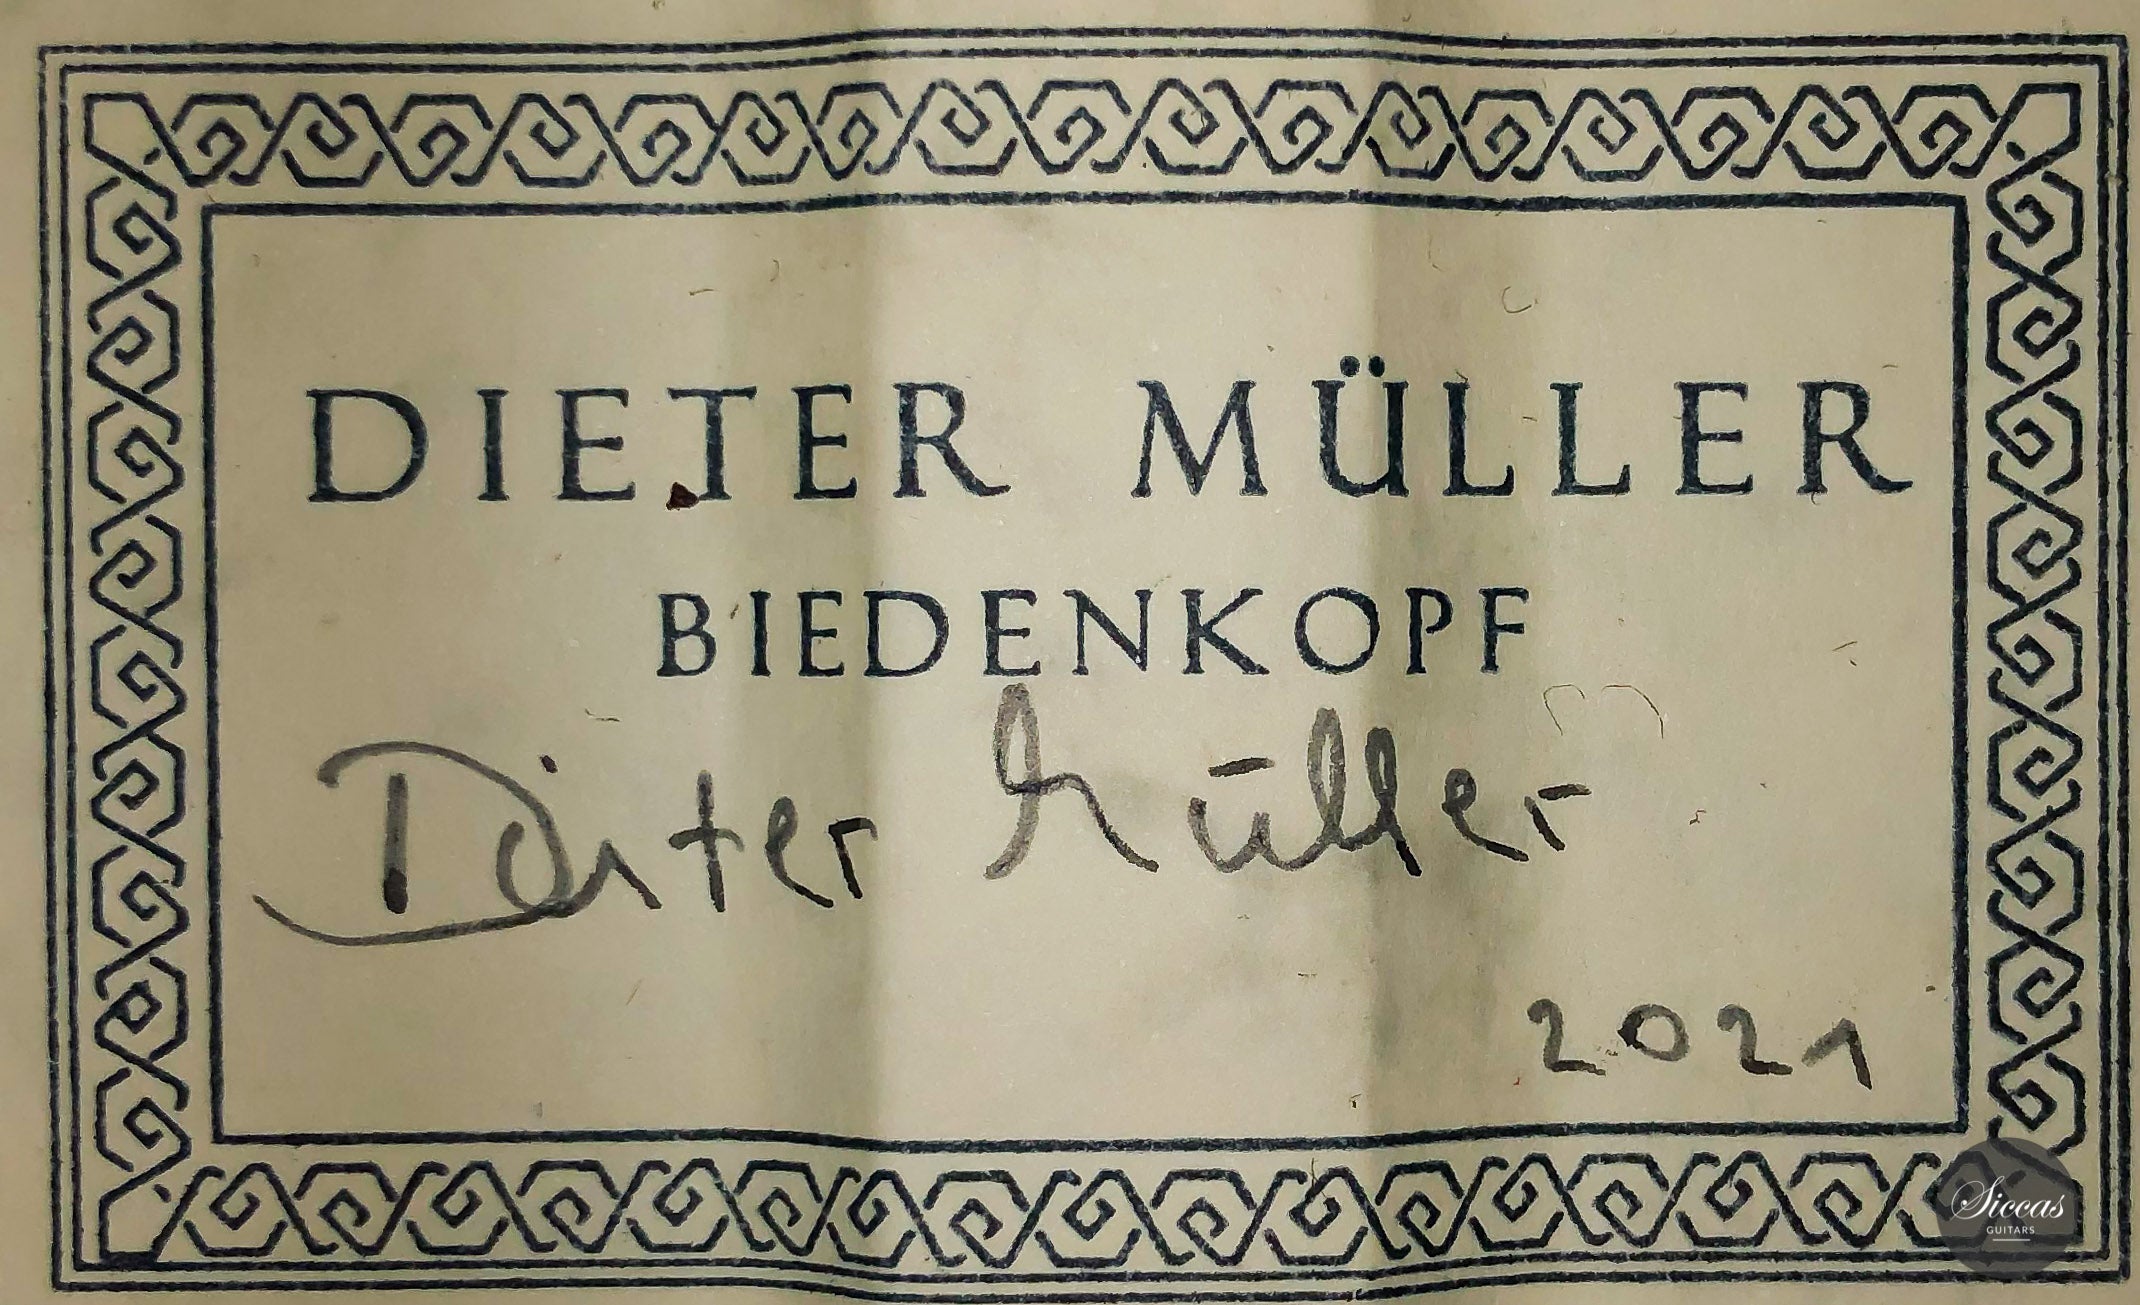 DIETER MÜLLER
BIEDENKOPF
Dieter Müller
2021
Siccas
GUITARS